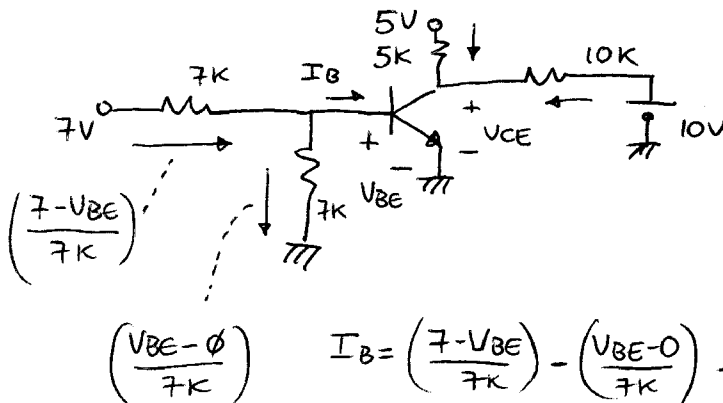 5V
5K
7K
IB
10K
7V
+
+
VCE
10V
-
-
VBE
7K
(7-VBE / 7K)
(VBE-ϕ / 7K)
IB = (7-VBE / 7K) - (VBE-0 / 7K) -